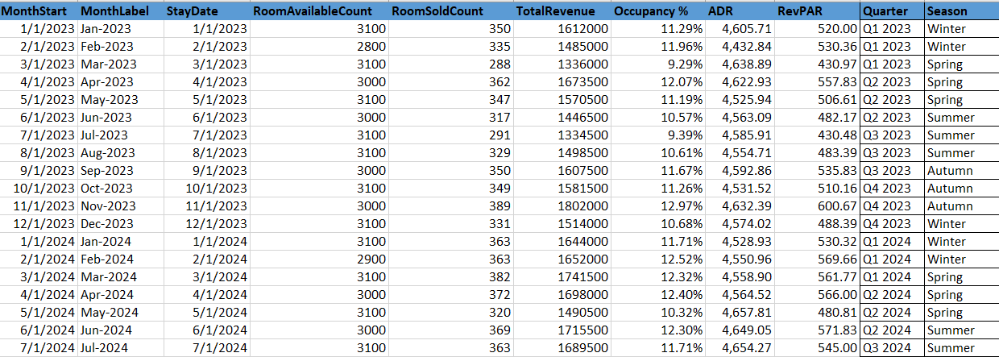 MonthStart MonthLabel StayDate RoomAvailableCount RoomSoldCount TotalRevenue Occupancy % ADR RevPAR Quarter Season
1/1/2023 Jan-2023 1/1/2023 3100 350 1612000 11.29% 4,605.71 520.00 Q1 2023 Winter
2/1/2023 Feb-2023 2/1/2023 2800 335 1485000 11.96% 4,432.84 530.36 Q1 2023 Winter
3/1/2023 Mar-2023 3/1/2023 3100 288 1336000 9.29% 4,638.89 430.97 Q1 2023 Spring
4/1/2023 Apr-2023 4/1/2023 3000 362 1673500 12.07% 4,622.93 557.83 Q2 2023 Spring
5/1/2023 May-2023 5/1/2023 3100 347 1570500 11.19% 4,525.94 506.61 Q2 2023 Spring
6/1/2023 Jun-2023 6/1/2023 3000 317 1446500 10.57% 4,563.09 482.17 Q2 2023 Summer
7/1/2023 Jul-2023 7/1/2023 3100 291 1334500 9.39% 4,585.91 430.48 Q3 2023 Summer
8/1/2023 Aug-2023 8/1/2023 3100 329 1498500 10.61% 4,554.71 483.39 Q3 2023 Summer
9/1/2023 Sep-2023 9/1/2023 3000 350 1607500 11.67% 4,592.86 535.83 Q3 2023 Autumn
10/1/2023 Oct-2023 10/1/2023 3100 349 1581500 11.26% 4,531.52 510.16 Q4 2023 Autumn
11/1/2023 Nov-2023 11/1/2023 3000 389 1802000 12.97% 4,632.39 600.67 Q4 2023 Autumn
12/1/2023 Dec-2023 12/1/2023 3100 331 1514000 10.68% 4,574.02 488.39 Q4 2023 Winter
1/1/2024 Jan-2024 1/1/2024 3100 363 1644000 11.71% 4,528.93 530.32 Q1 2024 Winter
2/1/2024 Feb-2024 2/1/2024 2900 363 1652000 12.52% 4,550.96 569.66 Q1 2024 Winter
3/1/2024 Mar-2024 3/1/2024 3100 382 1741500 12.32% 4,558.90 561.77 Q1 2024 Spring
4/1/2024 Apr-2024 4/1/2024 3000 372 1698000 12.40% 4,564.52 566.00 Q2 2024 Spring
5/1/2024 May-2024 5/1/2024 3100 320 1490500 10.32% 4,657.81 480.81 Q2 2024 Spring
6/1/2024 Jun-2024 6/1/2024 3000 369 1715500 12.30% 4,649.05 571.83 Q2 2024 Summer
7/1/2024 Jul-2024 7/1/2024 3100 363 1689500 11.71% 4,654.27 545.00 Q3 2024 Summer